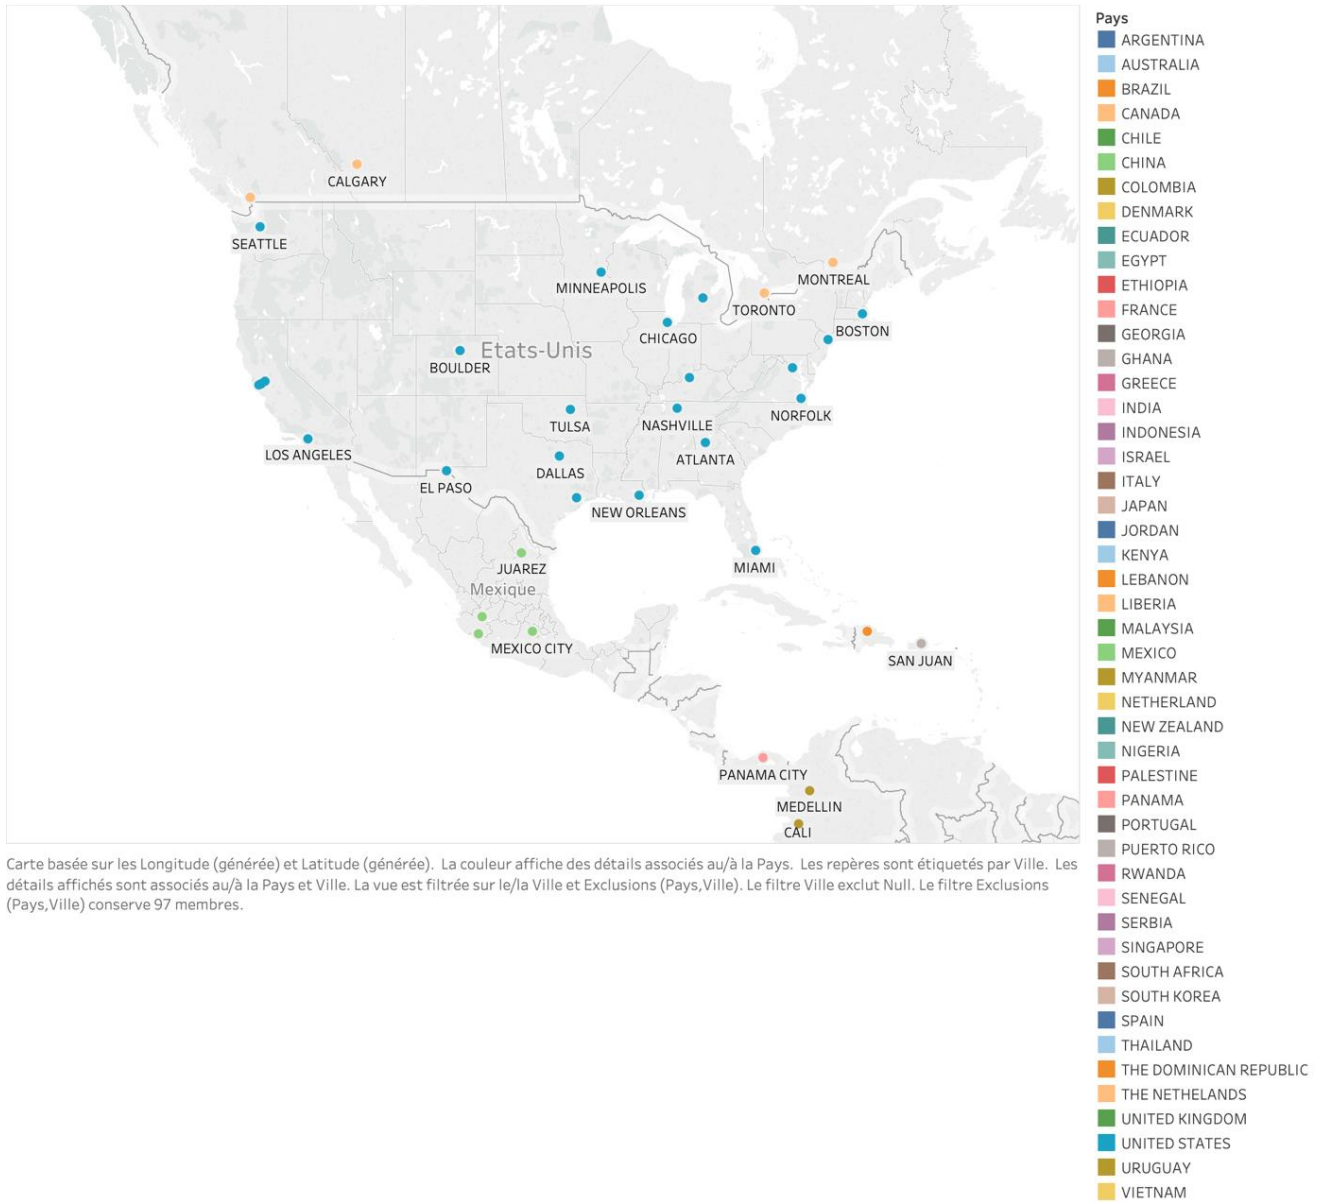 CALGARY
SEATTLE
MINNEAPOLIS
MONTREAL
TORONTO
BOSTON
CHICAGO
Etats-Unis
BOULDER
NORFOLK
TULSA
NASHVILLE
LOS ANGELES
ATLANTA
DALLAS
EL PASO
NEW ORLEANS
MIAMI
JUAREZ
Mexique
MEXICO CITY
SAN JUAN
PANAMA CITY
MEDELLIN
CALI
Carte basée sur les Longitude (générée) et Latitude (générée). La couleur affiche des détails associés au/à la Pays. Les repères sont étiquetés par Ville. Les
détails affichés sont associés au/à la Pays et Ville. La vue est filtrée sur le/la Ville et Exclusions (Pays,Ville). Le filtre Ville exclut Null. Le filtre Exclusions
(Pays,Ville) conserve 97 membres.
Pays
ARGENTINA
AUSTRALIA
BRAZIL
CANADA
CHILE
CHINA
COLOMBIA
DENMARK
ECUADOR
EGYPT
ETHIOPIA
FRANCE
GEORGIA
GHANA
GREECE
INDIA
INDONESIA
ISRAEL
ITALY
JAPAN
JORDAN
KENYA
LEBANON
LIBERIA
MALAYSIA
MEXICO
MYANMAR
NETHERLAND
NEW ZEALAND
NIGERIA
PALESTINE
PANAMA
PORTUGAL
PUERTO RICO
RWANDA
SENEGAL
SERBIA
SINGAPORE
SOUTH AFRICA
SOUTH KOREA
SPAIN
THAILAND
THE DOMINICAN REPUBLIC
THE NETHELANDS
UNITED KINGDOM
UNITED STATES
URUGUAY
VIETNAM